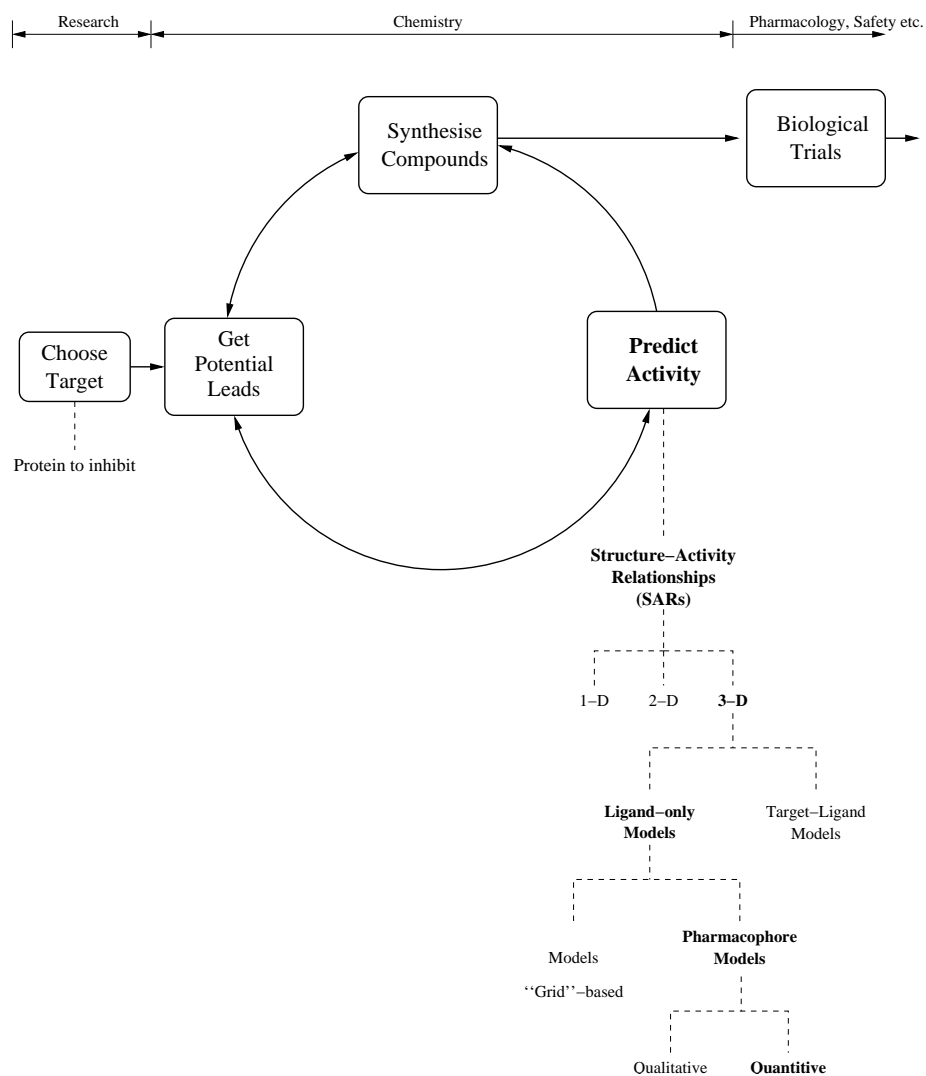 Research
Chemistry
Pharmacology, Safety etc.
Synthesise
Compounds
Biological
Trials
Choose
Target
Get
Potential
Leads
Predict
Activity
Protein to inhibit
Structure−Activity
Relationships
(SARs)
1−D
2−D
3−D
Ligand−only
Models
Target−Ligand
Models
Models
‘‘Grid’’−based
Pharmacophore
Models
Qualitative
Quantitive